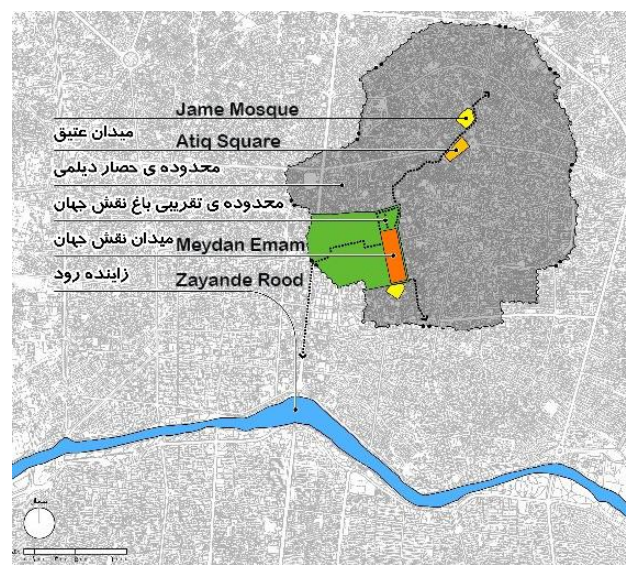 Jame Mosque
میدان عتیق Atiq Square
محدوده ی حصار دیلمی
محدوده ی تقریبی باغ نقش جهان
میدان نقش جهان Meydan Emam
زاینده رود Zayande Rood